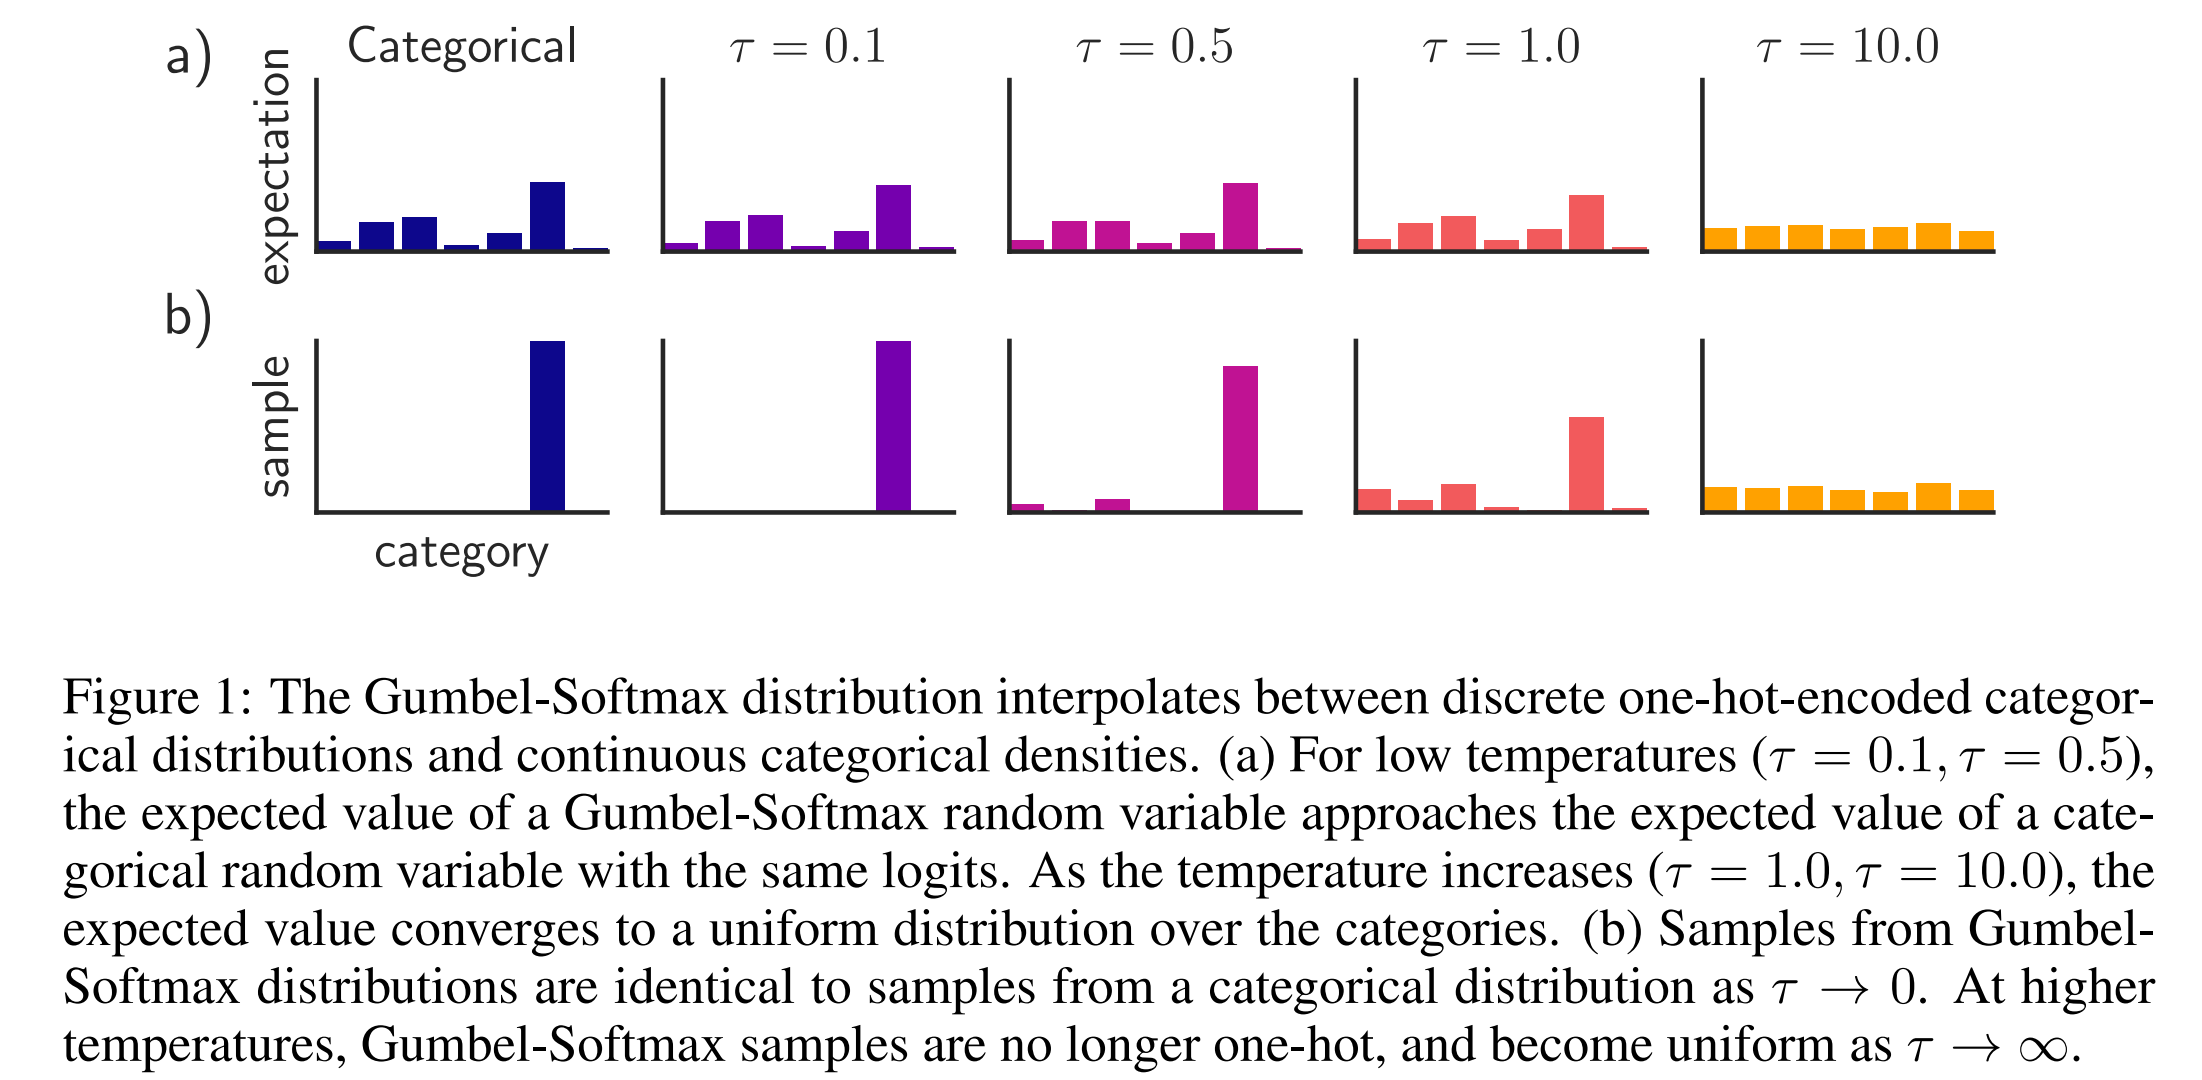 a)
Categorical
τ = 0.1
τ = 0.5
τ = 1.0
τ = 10.0
expectation
b)
sample
category
Figure 1: The Gumbel-Softmax distribution interpolates between discrete one-hot-encoded categor-
ical distributions and continuous categorical densities. (a) For low temperatures (τ = 0.1, τ = 0.5),
the expected value of a Gumbel-Softmax random variable approaches the expected value of a cate-
gorical random variable with the same logits. As the temperature increases (τ = 1.0, τ = 10.0), the
expected value converges to a uniform distribution over the categories. (b) Samples from Gumbel-
Softmax distributions are identical to samples from a categorical distribution as τ → 0. At higher
temperatures, Gumbel-Softmax samples are no longer one-hot, and become uniform as τ → ∞.